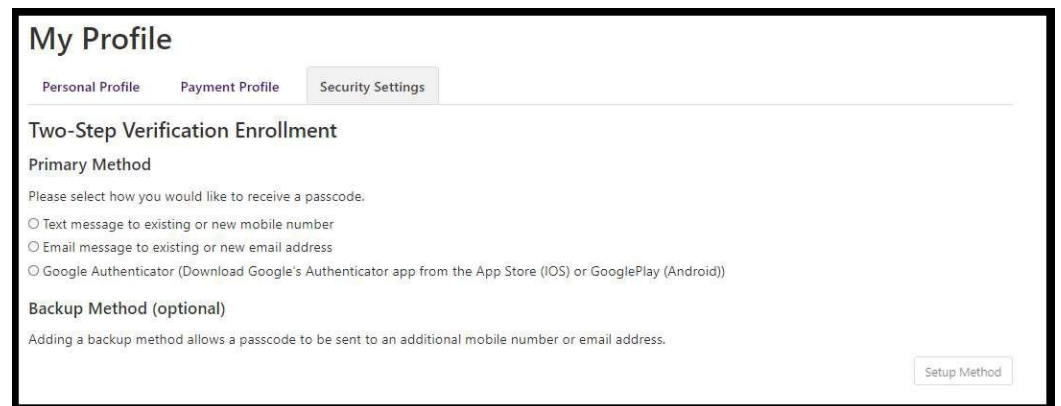 My Profile
Personal Profile Payment Profile Security Settings
Two-Step Verification Enrollment
Primary Method
Please select how you would like to receive a passcode.
Text message to existing or new mobile number
Email message to existing or new email address
Google Authenticator (Download Google's Authenticator app from the App Store (IOS) or GooglePlay (Android))
Backup Method (optional)
Adding a backup method allows a passcode to be sent to an additional mobile number or email address.
Setup Method